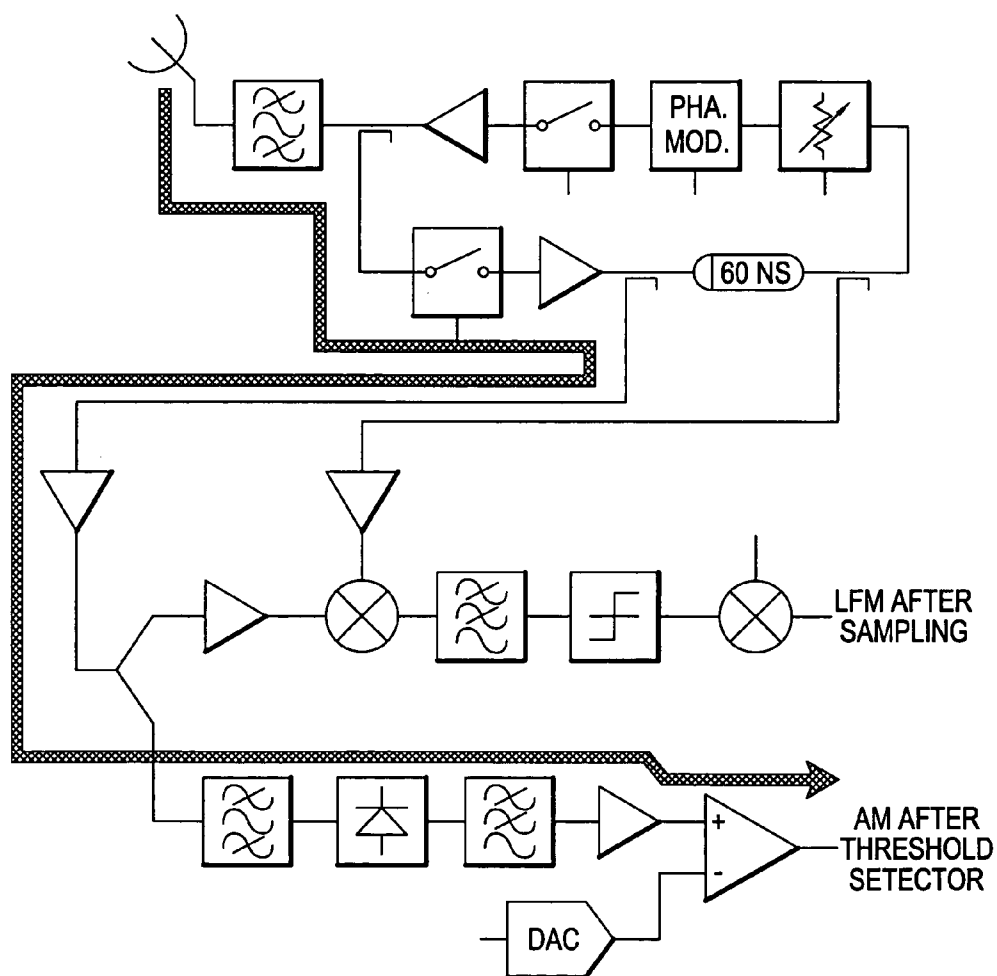 PHA.
MOD.
60 NS
LFM AFTER
SAMPLING
+
-
AM AFTER
THRESHOLD
SETECTOR
DAC